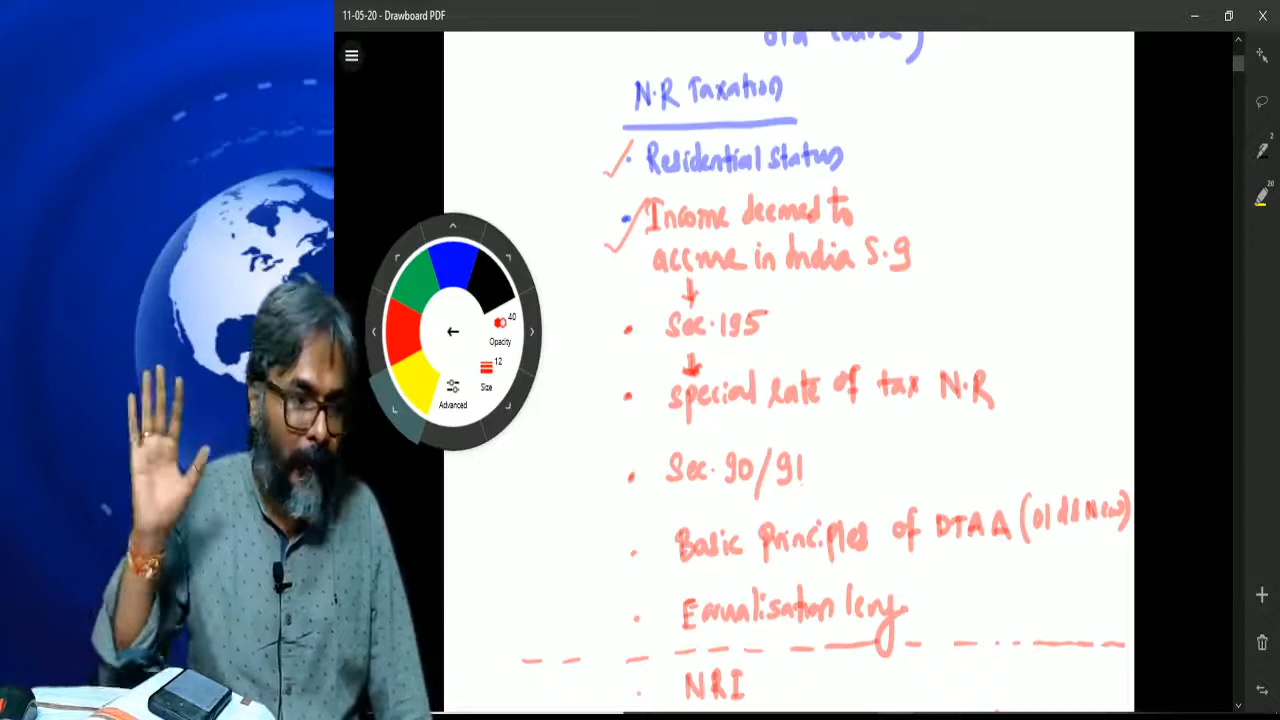 11-05-20 - Drawboard PDF
N.R Taxation
• Residential status
• Income deemed to
accrue in India S.9
• Sec. 195
• special rate of tax N.R
• Sec. 90/91
• Basic principles of DTAA (old & New)
• Equalisation levy
• NRI
40
Opacity
12
Size
Advanced
2
20